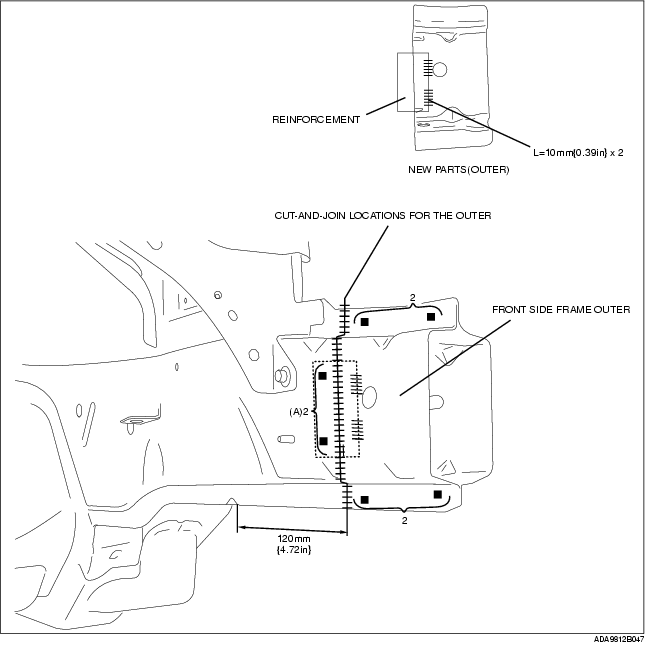 REINFORCEMENT
L=10mm{0.39in} x 2
NEW PARTS(OUTER)
CUT-AND-JOIN LOCATIONS FOR THE OUTER
2
FRONT SIDE FRAME OUTER
(A)2
2
120mm
{4.72in}
ADA9812B047